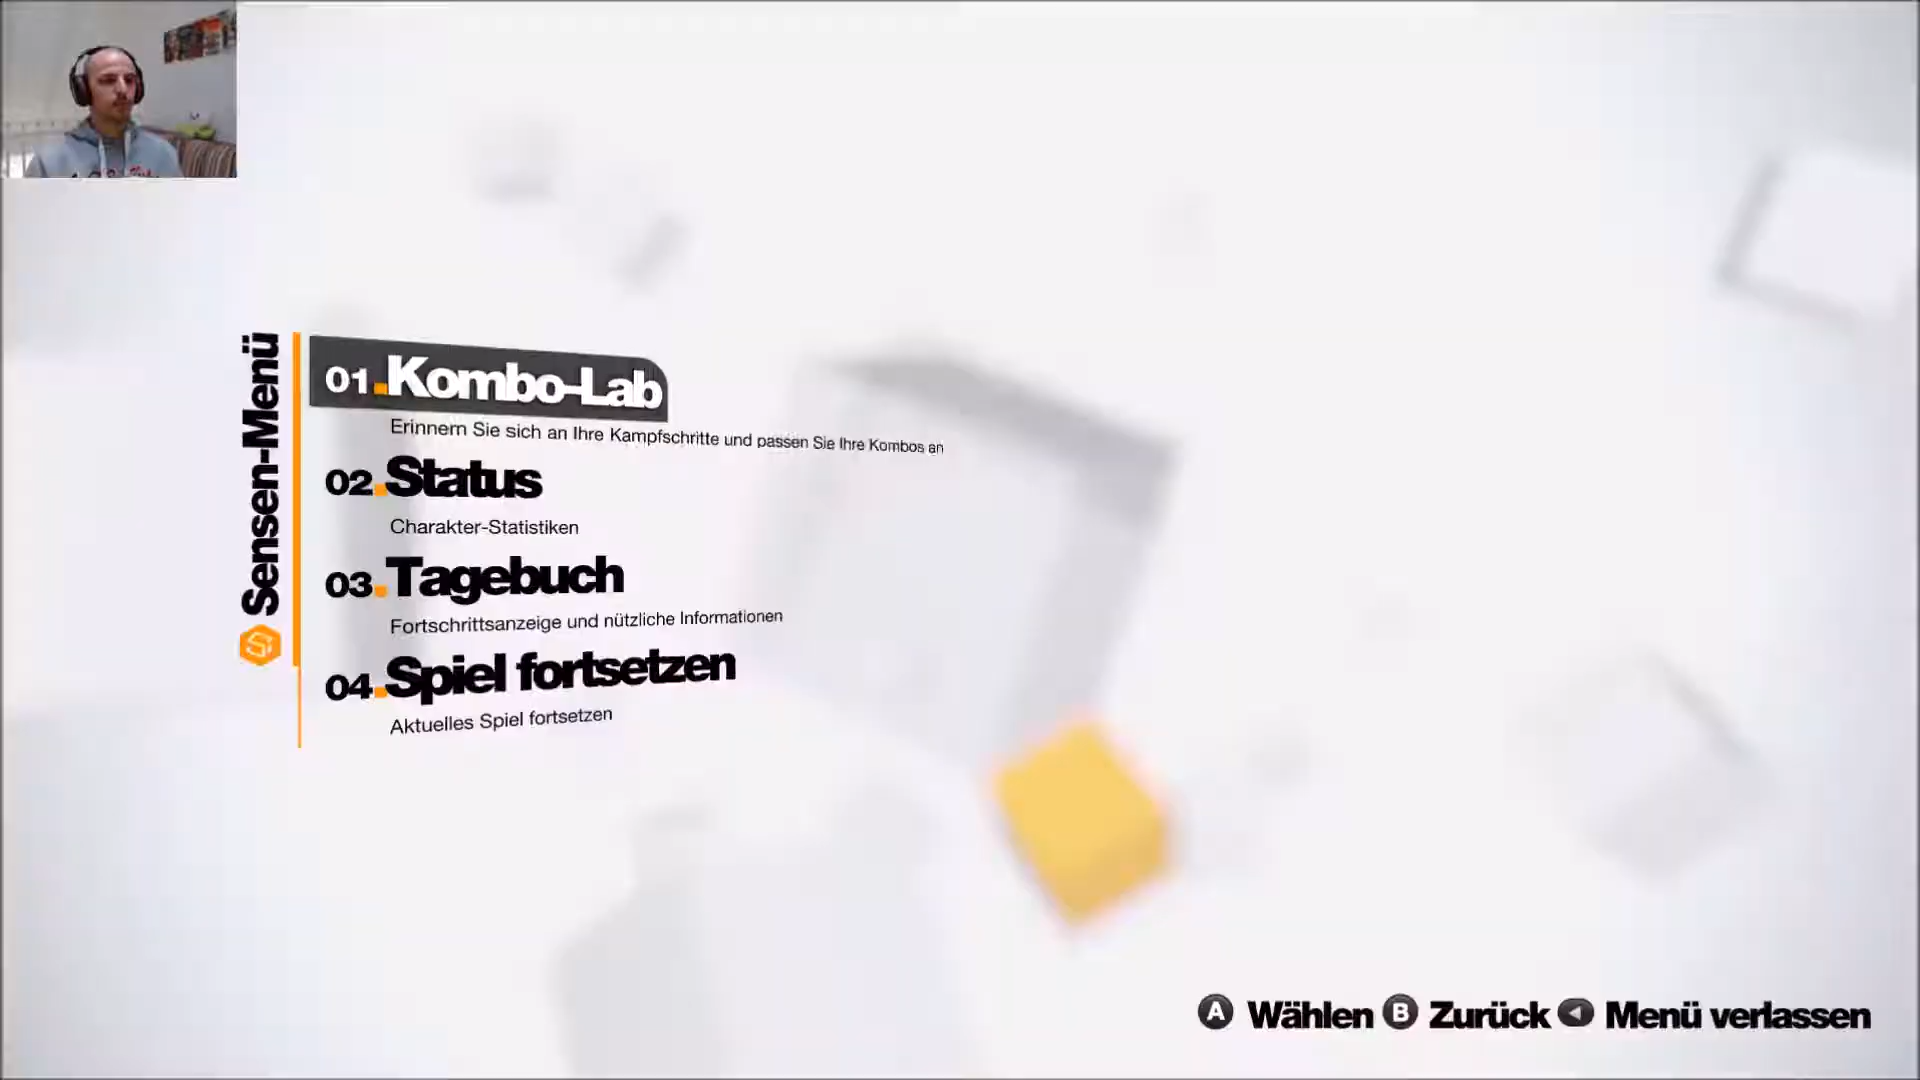 Sensen-Menü
01.Kombo-Lab
Erinnern Sie sich an Ihre Kampfschritte und passen Sie Ihre Kombos an
02.Status
Charakter-Statistiken
03.Tagebuch
Fortschrittsanzeige und nützliche Informationen
04.Spiel fortsetzen
Aktuelles Spiel fortsetzen
A Wählen B Zurück Menü verlassen